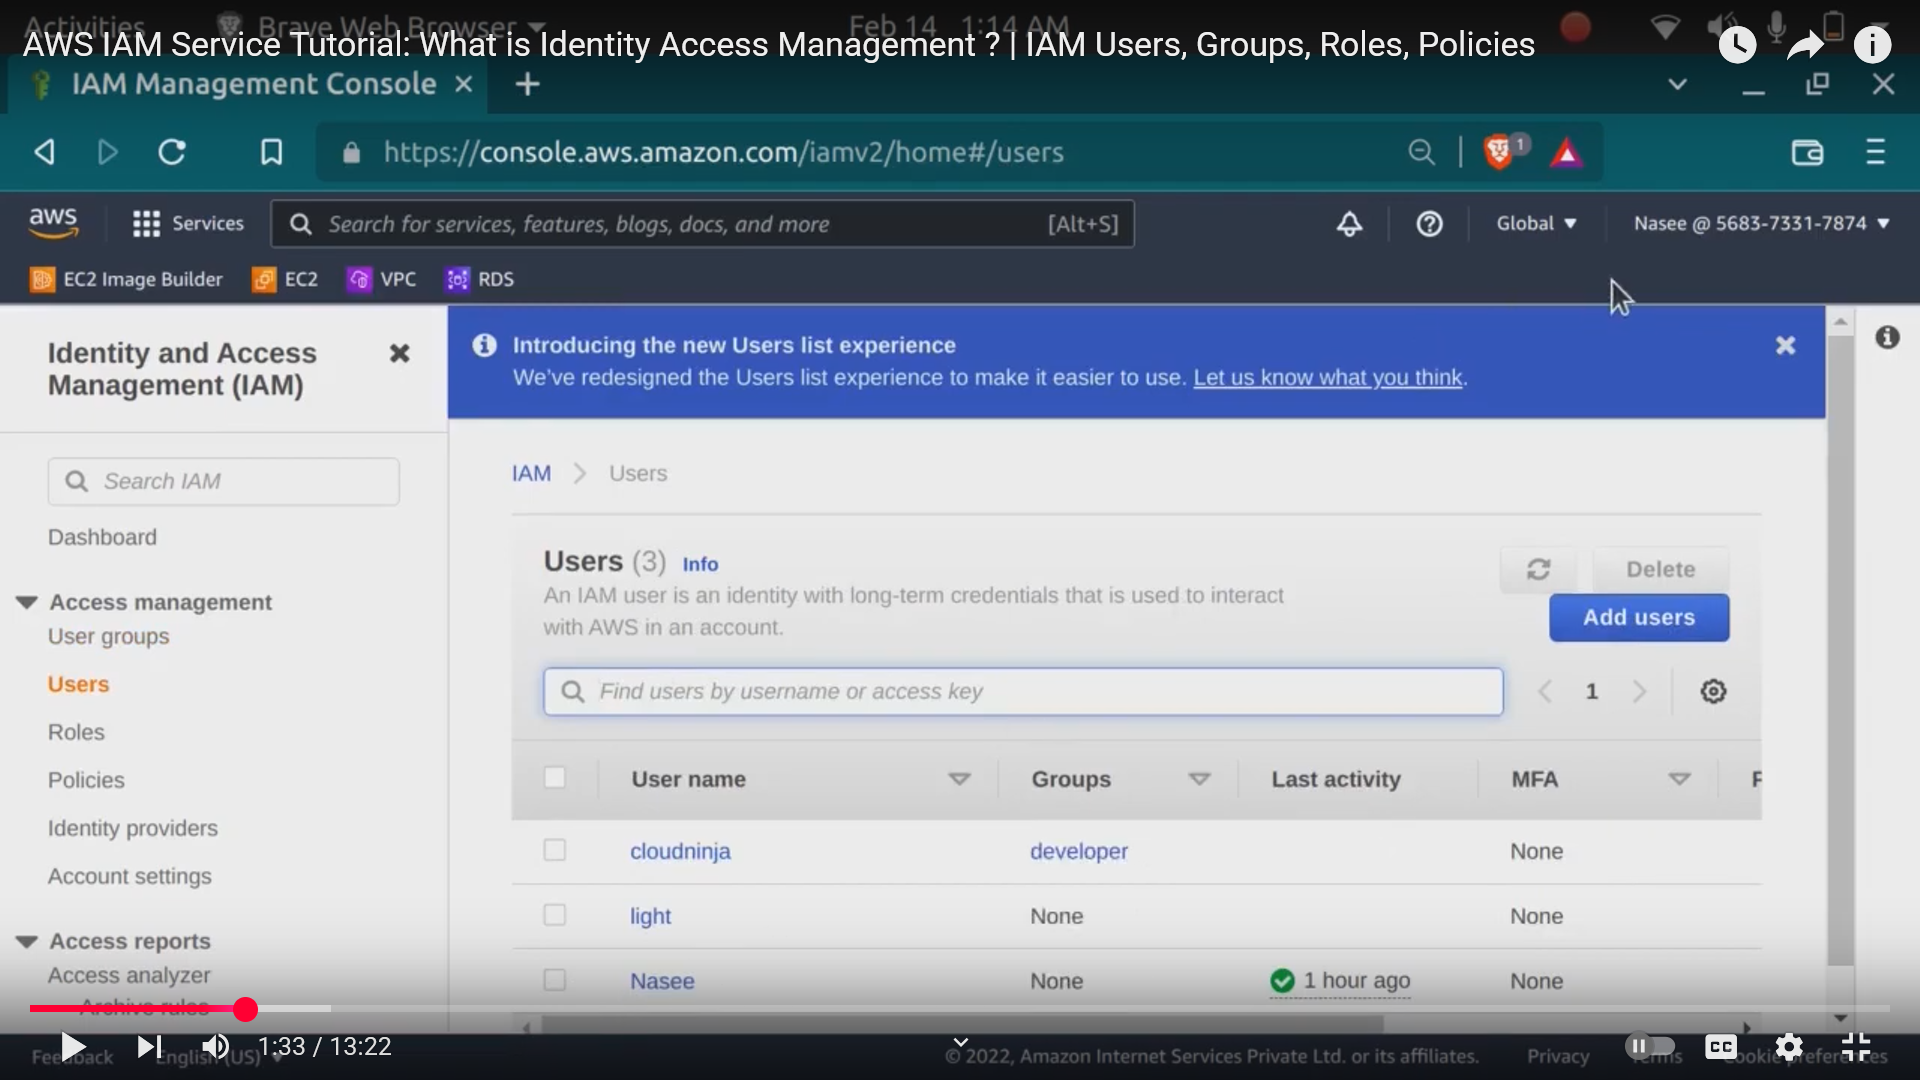 Activities
Brave Web Browser
Feb 14 1:14 AM
AWS IAM Service Tutorial: What is Identity Access Management ? | IAM Users, Groups, Roles, Policies
IAM Management Console
https://console.aws.amazon.com/iamv2/home#/users
1
aws
Services
Search for services, features, blogs, docs, and more
[Alt+S]
Global
Nasee @ 5683-7331-7874
EC2 Image Builder
EC2
VPC
RDS
Identity and Access
Management (IAM)
Search IAM
Dashboard
Access management
User groups
Users
Roles
Policies
Identity providers
Account settings
Access reports
Access analyzer
Archive rules
Introducing the new Users list experience
We've redesigned the Users list experience to make it easier to use. Let us know what you think.
IAM > Users
Users (3) Info
An IAM user is an identity with long-term credentials that is used to interact
with AWS in an account.
Delete
Add users
Find users by username or access key
1
User name Groups Last activity MFA
cloudninja developer None
light None None
Nasee None 1 hour ago None
1:33 / 13:22
Feedback
English (US)
© 2022, Amazon Internet Services Private Ltd. or its affiliates.
Privacy
Terms
CC
Cookie preferences